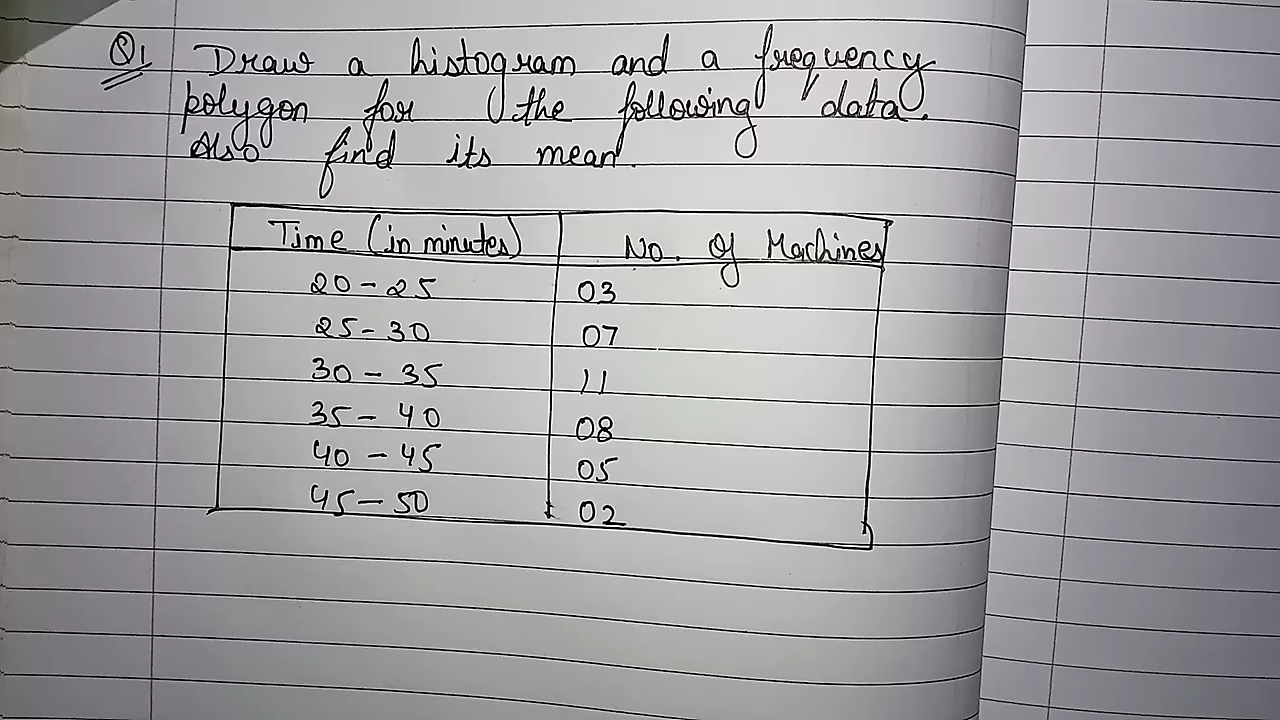 Q1 Draw a histogram and a frequency
polygon for the following data.
Also find its mean.
Time (in minutes) No. Of Machines
20 - 25 03
25 - 30 07
30 - 35 11
35 - 40 08
40 - 45 05
45 - 50 02